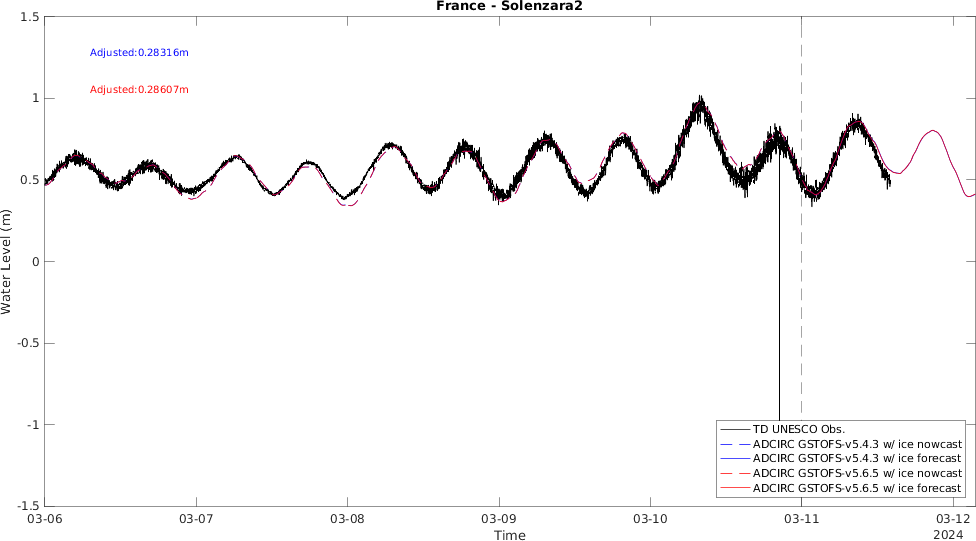 France - Solenzara2
1.5
Adjusted:0.28316m
Adjusted:0.28607m
1
0.5
0
-0.5
-1
-1.5
Water Level (m)
TD UNESCO Obs.
ADCIRC GSTOFS-v5.4.3 w/ ice nowcast
ADCIRC GSTOFS-v5.4.3 w/ ice forecast
ADCIRC GSTOFS-v5.6.5 w/ ice nowcast
ADCIRC GSTOFS-v5.6.5 w/ ice forecast
03-06 03-07 03-08 03-09 03-10 03-11 03-12
2024
Time